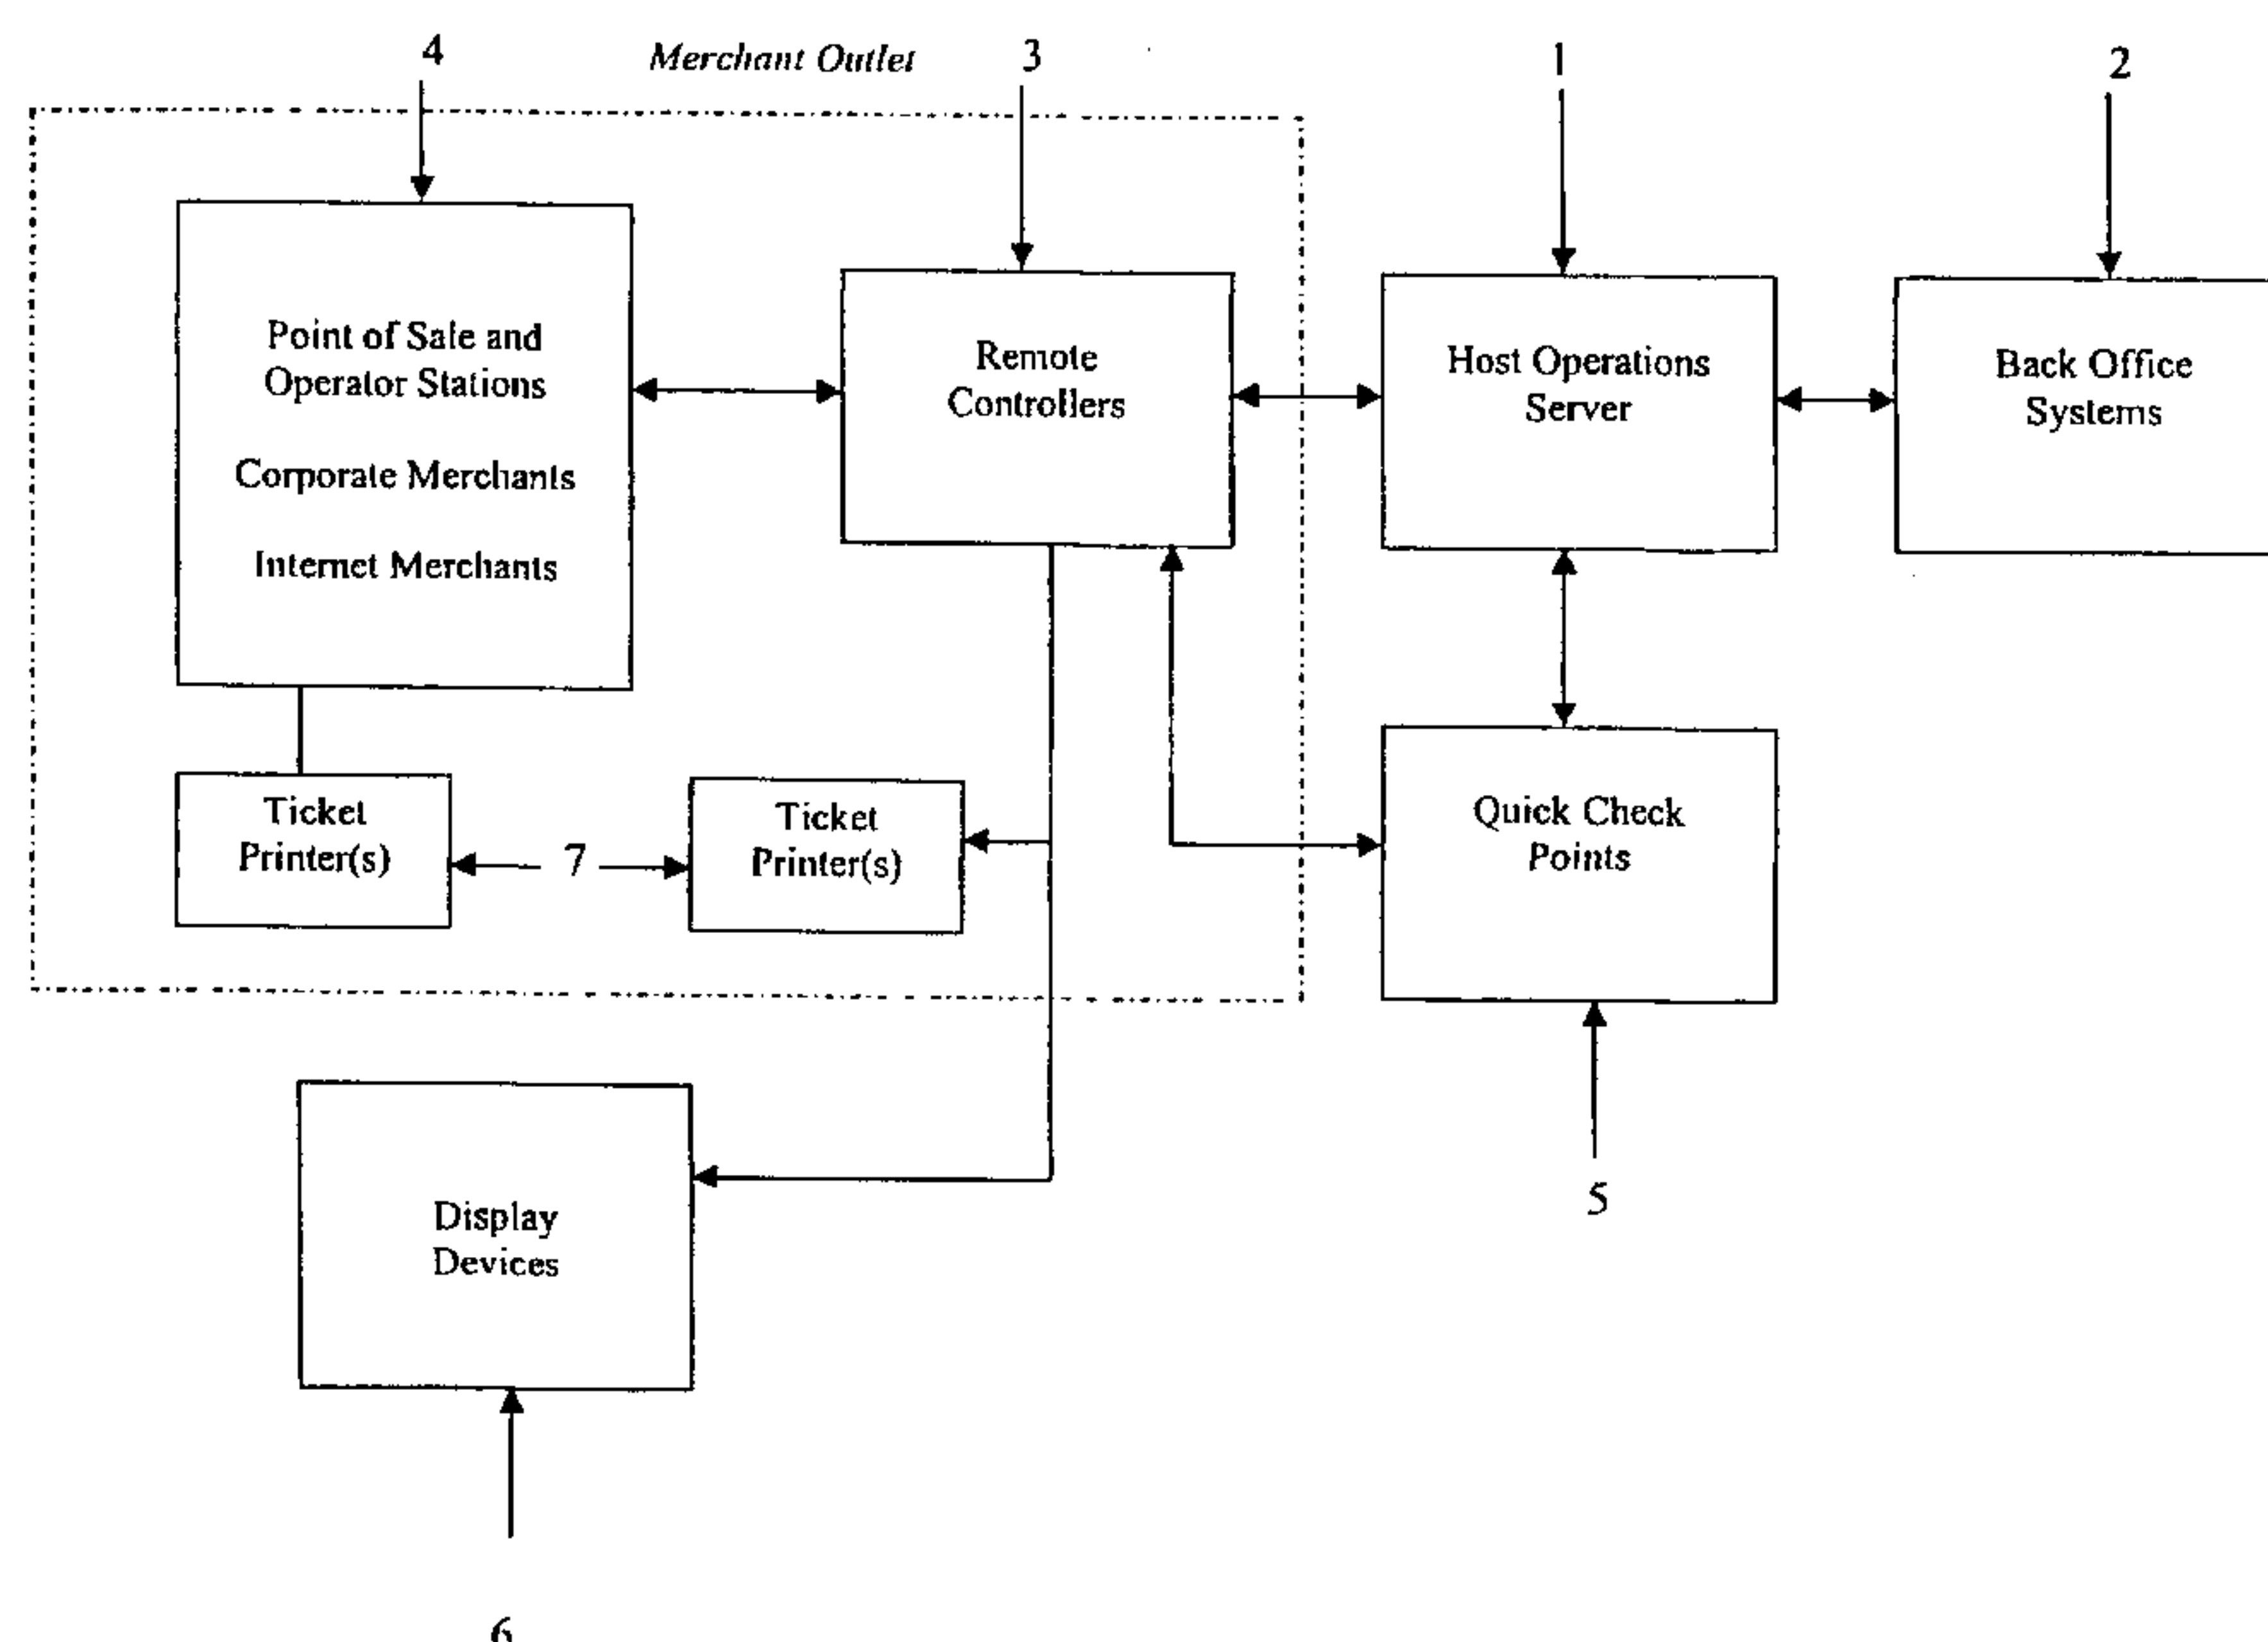 4
Merchant Outlet
3
1
2
Point of Sale and
Operator Stations
Corporate Merchants
Internet Merchants
Remote
Controllers
Host Operations
Server
Back Office
Systems
Ticket
Printer(s)
7
Ticket
Printer(s)
Quick Check
Points
5
Display
Devices
6